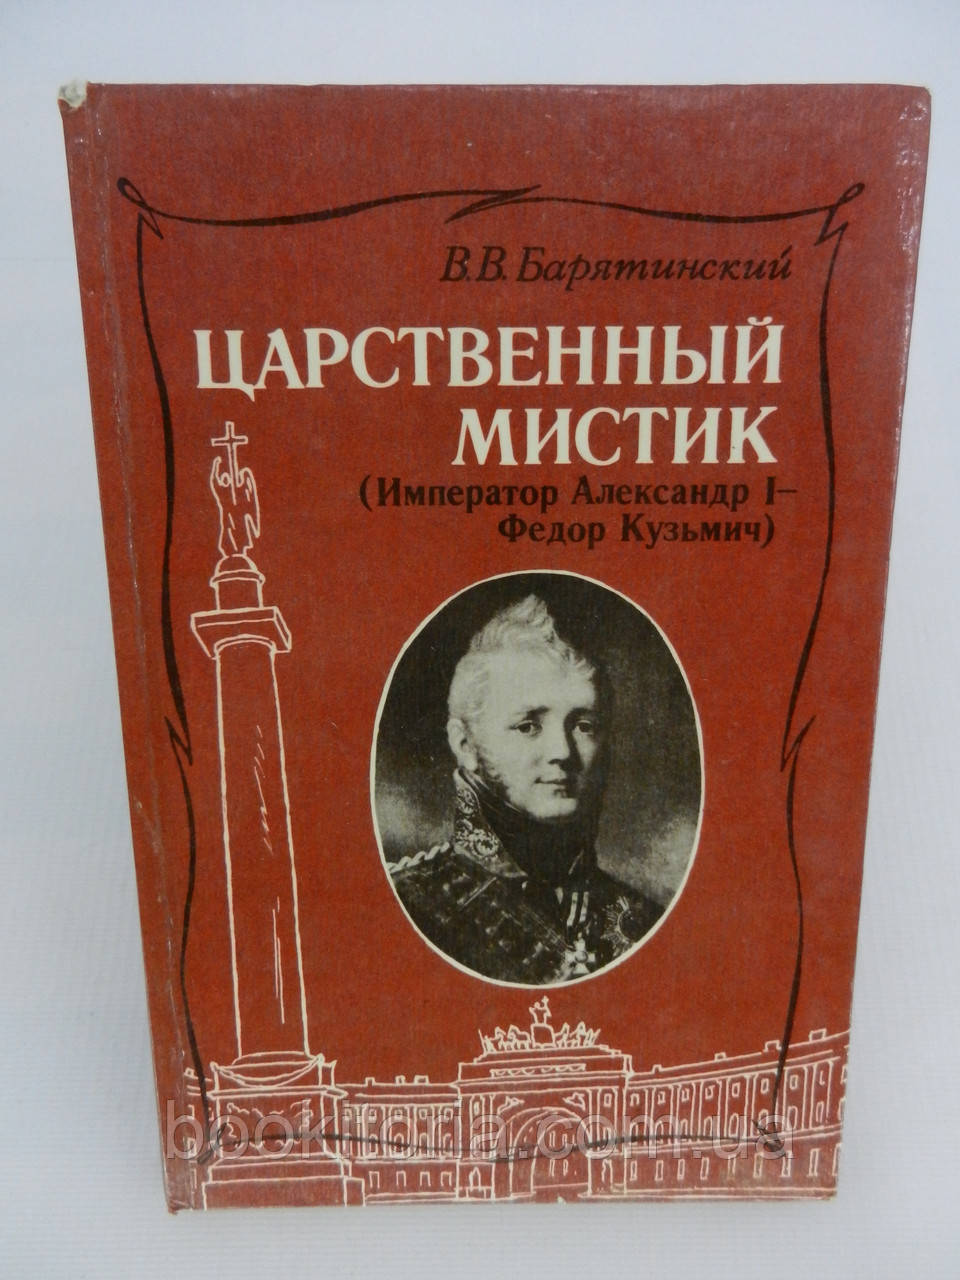 В.В.Барятинский
ЦАРСТВЕННЫЙ
МИСТИК
(Император Александр I–
Федор Кузьмич)
bookitoria.com.ua